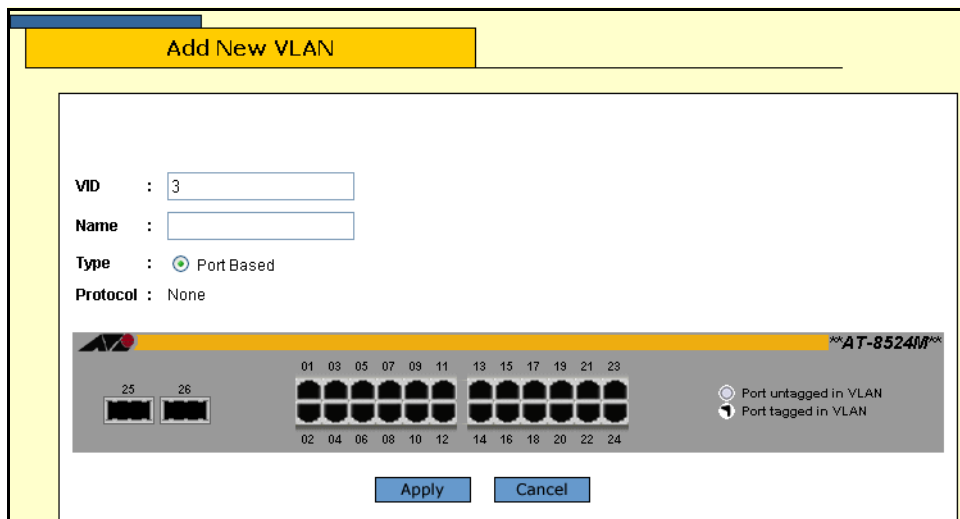 Add New VLAN
VID : 3
Name :
Type : Port Based
Protocol : None
**AT-8524M**
01 03 05 07 09 11 13 15 17 19 21 23
25 26
Port untagged in VLAN
Port tagged in VLAN
02 04 06 08 10 12 14 16 18 20 22 24
Apply Cancel